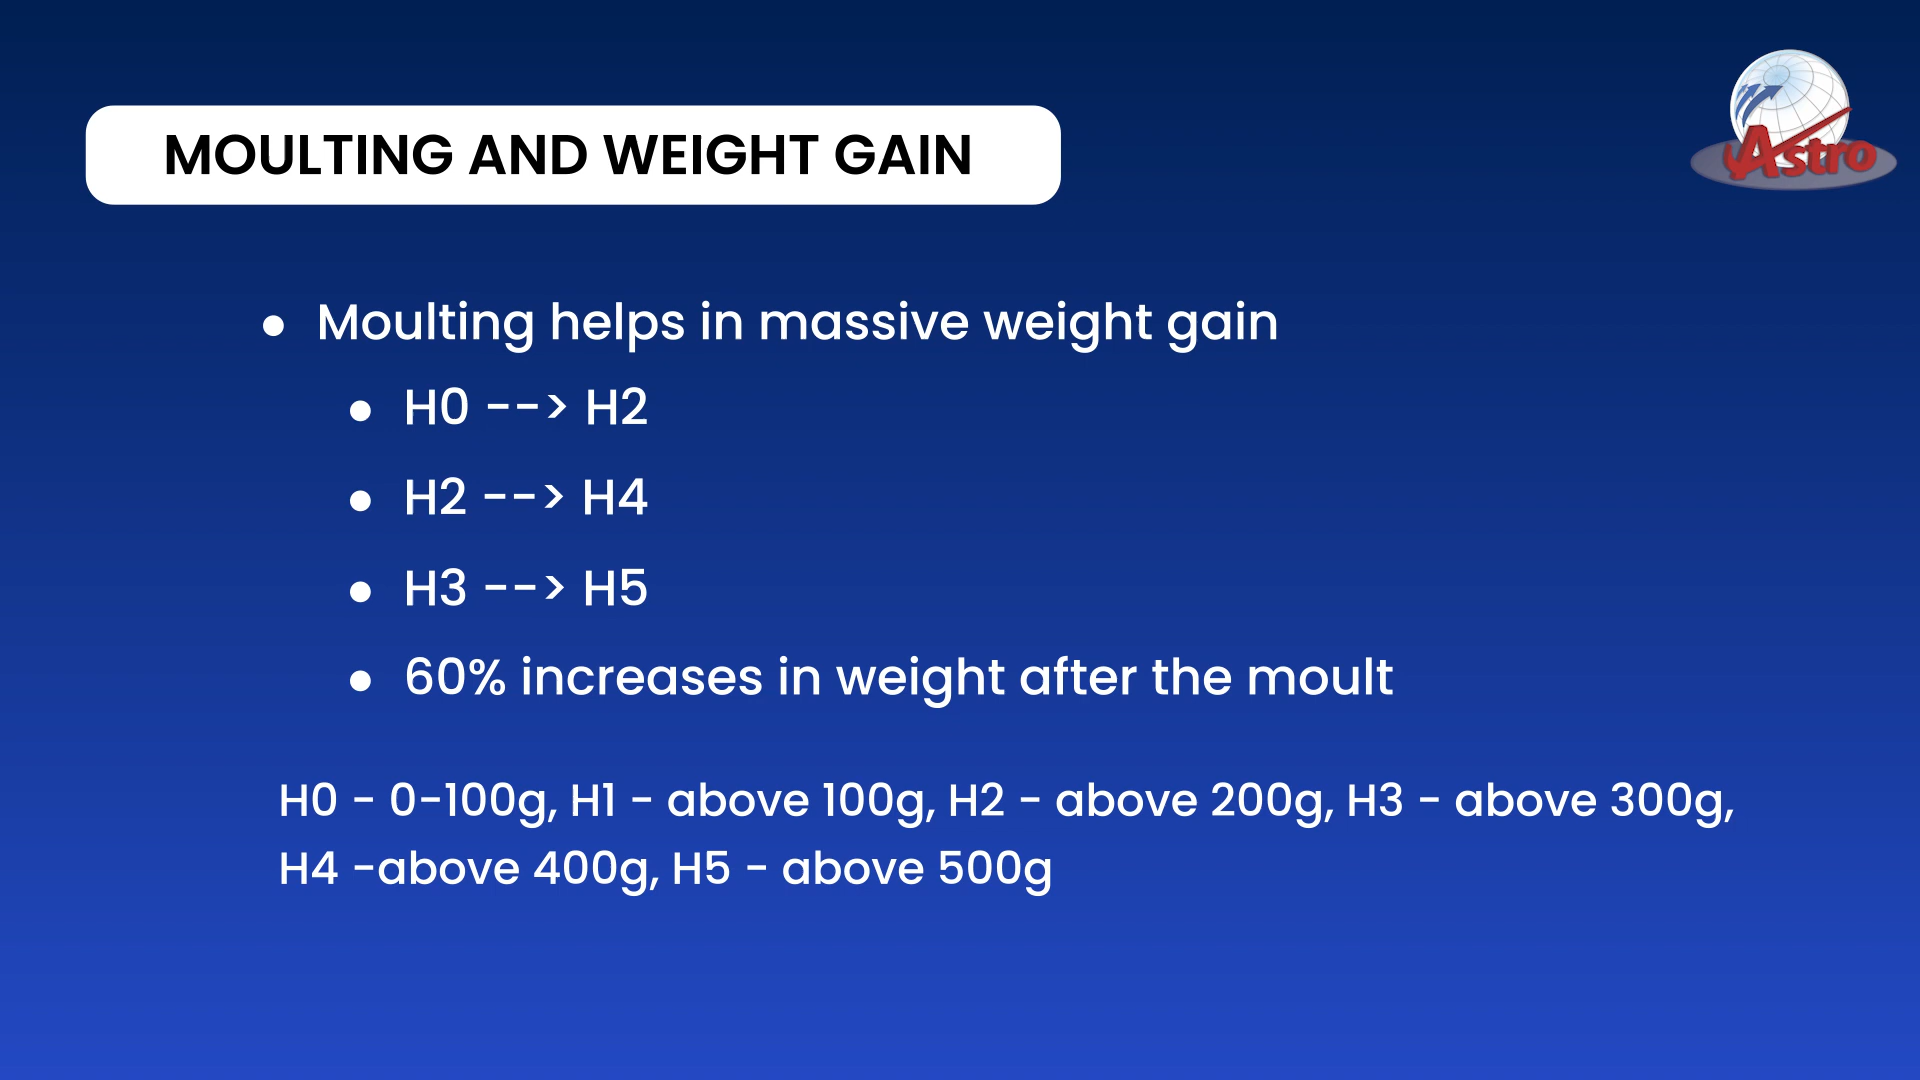 Astro
MOULTING AND WEIGHT GAIN
● Moulting helps in massive weight gain
● H0 --> H2
● H2 --> H4
● H3 --> H5
● 60% increases in weight after the moult
H0 - 0-100g, H1 - above 100g, H2 - above 200g, H3 - above 300g,
H4 -above 400g, H5 - above 500g